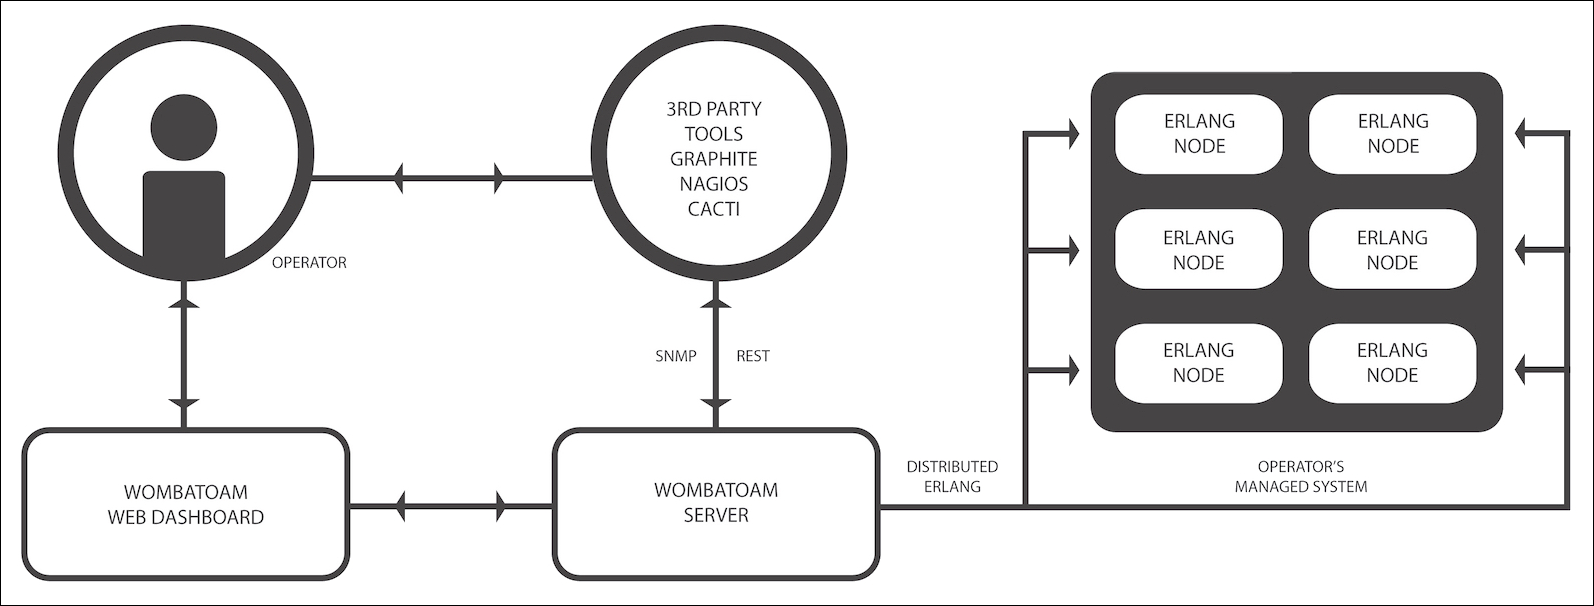 OPERATOR
3RD PARTY
TOOLS
GRAPHITE
NAGIOS
CACTI
ERLANG
NODE
ERLANG
NODE
ERLANG
NODE
ERLANG
NODE
ERLANG
NODE
ERLANG
NODE
SNMP
REST
WOMBATOAM
WEB DASHBOARD
WOMBATOAM
SERVER
DISTRIBUTED
ERLANG
OPERATOR'S
MANAGED SYSTEM